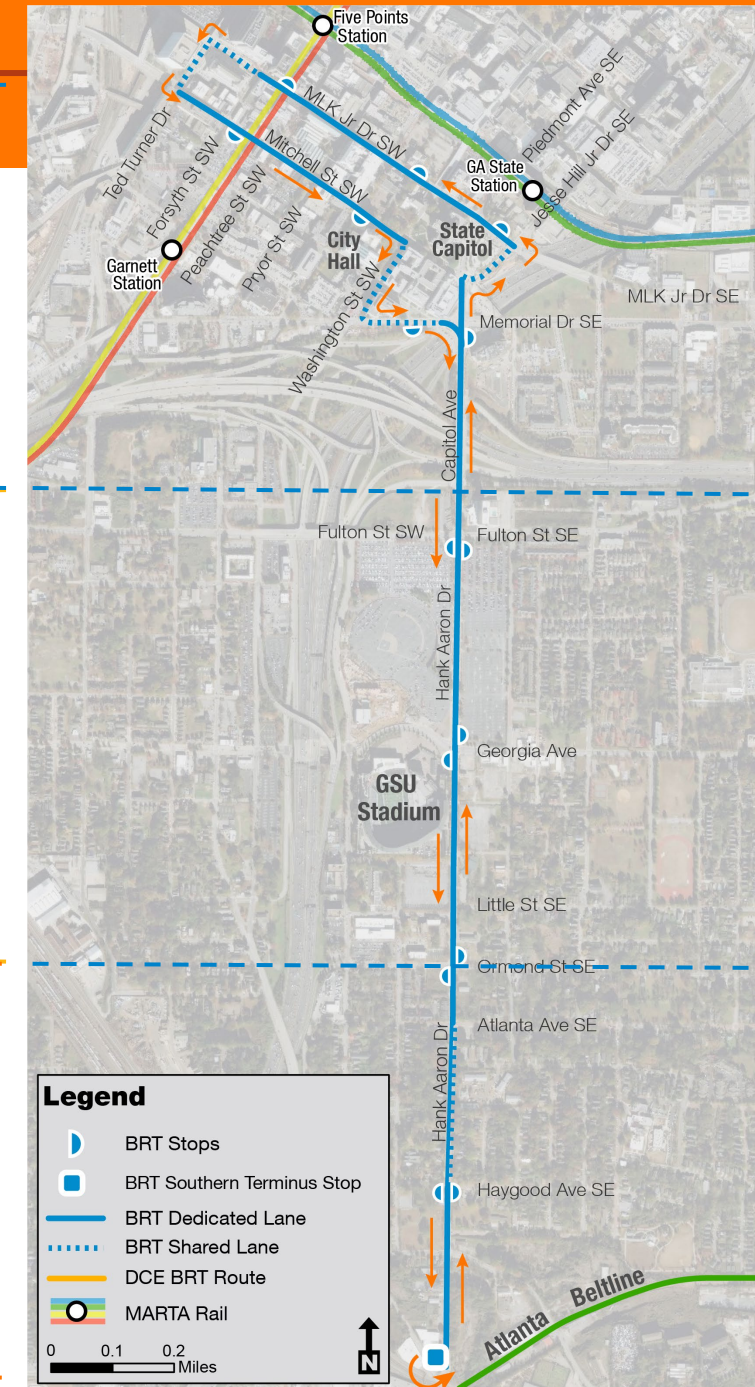 Five Points
Station
MLK Jr Dr SW
Piedmont Ave SE
Ted Turner Dr
Forsyth St SW
Mitchell St SW
GA State
Station
Jesse Hill Jr Dr SE
Peachtree St SW
Pryor St SW
City
Hall
State
Capitol
Garnett
Station
Washington St SW
MLK Jr Dr SE
Memorial Dr SE
Capitol Ave
Fulton St SW
Fulton St SE
Hank Aaron Dr
Georgia Ave
GSU
Stadium
Little St SE
Ormond St SE
Atlanta Ave SE
Hank Aaron Dr
Haygood Ave SE
Atlanta Beltline
Legend
BRT Stops
BRT Southern Terminus Stop
BRT Dedicated Lane
BRT Shared Lane
DCE BRT Route
MARTA Rail
0 0.1 0.2
Miles
N